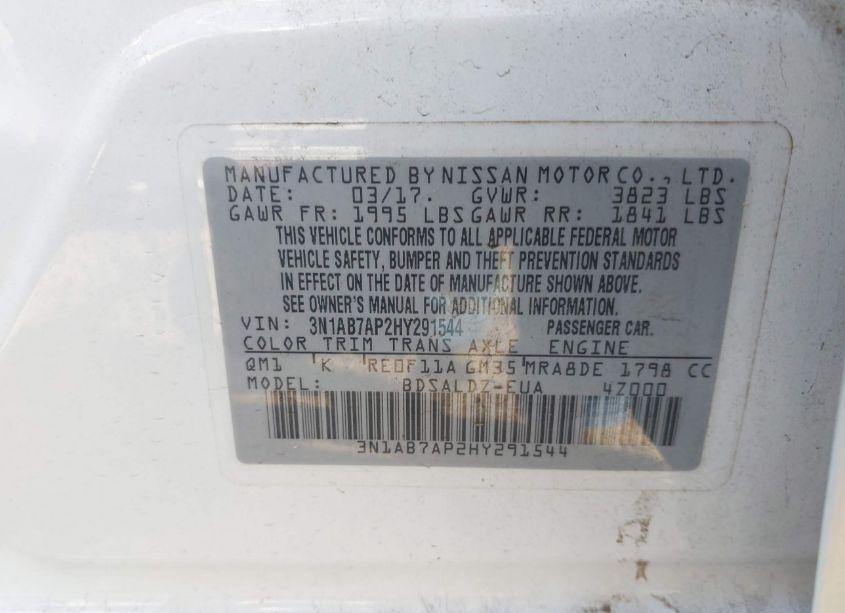 MANUFACTURED BY NISSAN MOTOR CO., LTD.
DATE: 03/17. GVWR: 3823 LBS
GAWR FR: 1995 LBS GAWR RR: 1841 LBS
THIS VEHICLE CONFORMS TO ALL APPLICABLE FEDERAL MOTOR
VEHICLE SAFETY, BUMPER AND THEFT PREVENTION STANDARDS
IN EFFECT ON THE DATE OF MANUFACTURE SHOWN ABOVE.
SEE OWNER'S MANUAL FOR ADDITIONAL INFORMATION.
VIN: 3N1AB7AP2HY291544 PASSENGER CAR.
COLOR TRIM TRANS AXLE ENGINE
QM1 K RE0F11A GM35 MRA8DE 1798 CC
MODEL: BDSALDZ-EUA 4Z000
3N1AB7AP2HY291544